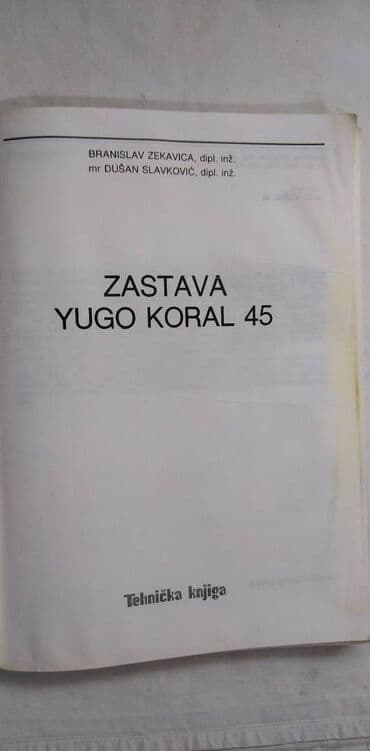 BRANISLAV ZEKAVICA, dipl. inž.
mr DUŠAN SLAVKOVIĆ, dipl. inž.
ZASTAVA
YUGO KORAL 45
Tehnička knjiga